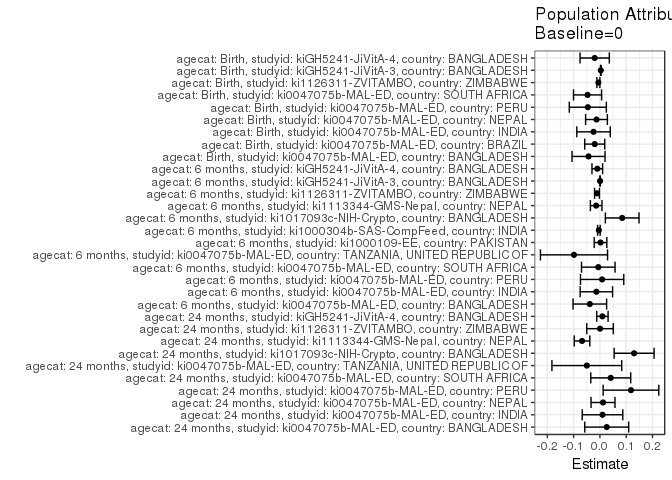 Population Attribu
Baseline=0
agecat: Birth, studyid: kiGH5241-JiVitA-4, country: BANGLADESH
agecat: Birth, studyid: kiGH5241-JiVitA-3, country: BANGLADESH
agecat: Birth, studyid: ki1126311-ZVITAMBO, country: ZIMBABWE
agecat: Birth, studyid: ki0047075b-MAL-ED, country: SOUTH AFRICA
agecat: Birth, studyid: ki0047075b-MAL-ED, country: PERU
agecat: Birth, studyid: ki0047075b-MAL-ED, country: NEPAL
agecat: Birth, studyid: ki0047075b-MAL-ED, country: INDIA
agecat: Birth, studyid: ki0047075b-MAL-ED, country: BRAZIL
agecat: Birth, studyid: ki0047075b-MAL-ED, country: BANGLADESH
agecat: 6 months, studyid: kiGH5241-JiVitA-4, country: BANGLADESH
agecat: 6 months, studyid: kiGH5241-JiVitA-3, country: BANGLADESH
agecat: 6 months, studyid: ki1126311-ZVITAMBO, country: ZIMBABWE
agecat: 6 months, studyid: ki1113344-GMS-Nepal, country: NEPAL
agecat: 6 months, studyid: ki1017093c-NIH-Crypto, country: BANGLADESH
agecat: 6 months, studyid: ki1000304b-SAS-CompFeed, country: INDIA
agecat: 6 months, studyid: ki1000109-EE, country: PAKISTAN
agecat: 6 months, studyid: ki0047075b-MAL-ED, country: TANZANIA, UNITED REPUBLIC OF
agecat: 6 months, studyid: ki0047075b-MAL-ED, country: SOUTH AFRICA
agecat: 6 months, studyid: ki0047075b-MAL-ED, country: PERU
agecat: 6 months, studyid: ki0047075b-MAL-ED, country: INDIA
agecat: 6 months, studyid: ki0047075b-MAL-ED, country: BANGLADESH
agecat: 24 months, studyid: kiGH5241-JiVitA-4, country: BANGLADESH
agecat: 24 months, studyid: ki1126311-ZVITAMBO, country: ZIMBABWE
agecat: 24 months, studyid: ki1113344-GMS-Nepal, country: NEPAL
agecat: 24 months, studyid: ki1017093c-NIH-Crypto, country: BANGLADESH
agecat: 24 months, studyid: ki0047075b-MAL-ED, country: TANZANIA, UNITED REPUBLIC OF
agecat: 24 months, studyid: ki0047075b-MAL-ED, country: SOUTH AFRICA
agecat: 24 months, studyid: ki0047075b-MAL-ED, country: PERU
agecat: 24 months, studyid: ki0047075b-MAL-ED, country: NEPAL
agecat: 24 months, studyid: ki0047075b-MAL-ED, country: INDIA
agecat: 24 months, studyid: ki0047075b-MAL-ED, country: BANGLADESH
-0.2 -0.1 0.0 0.1 0.2
Estimate